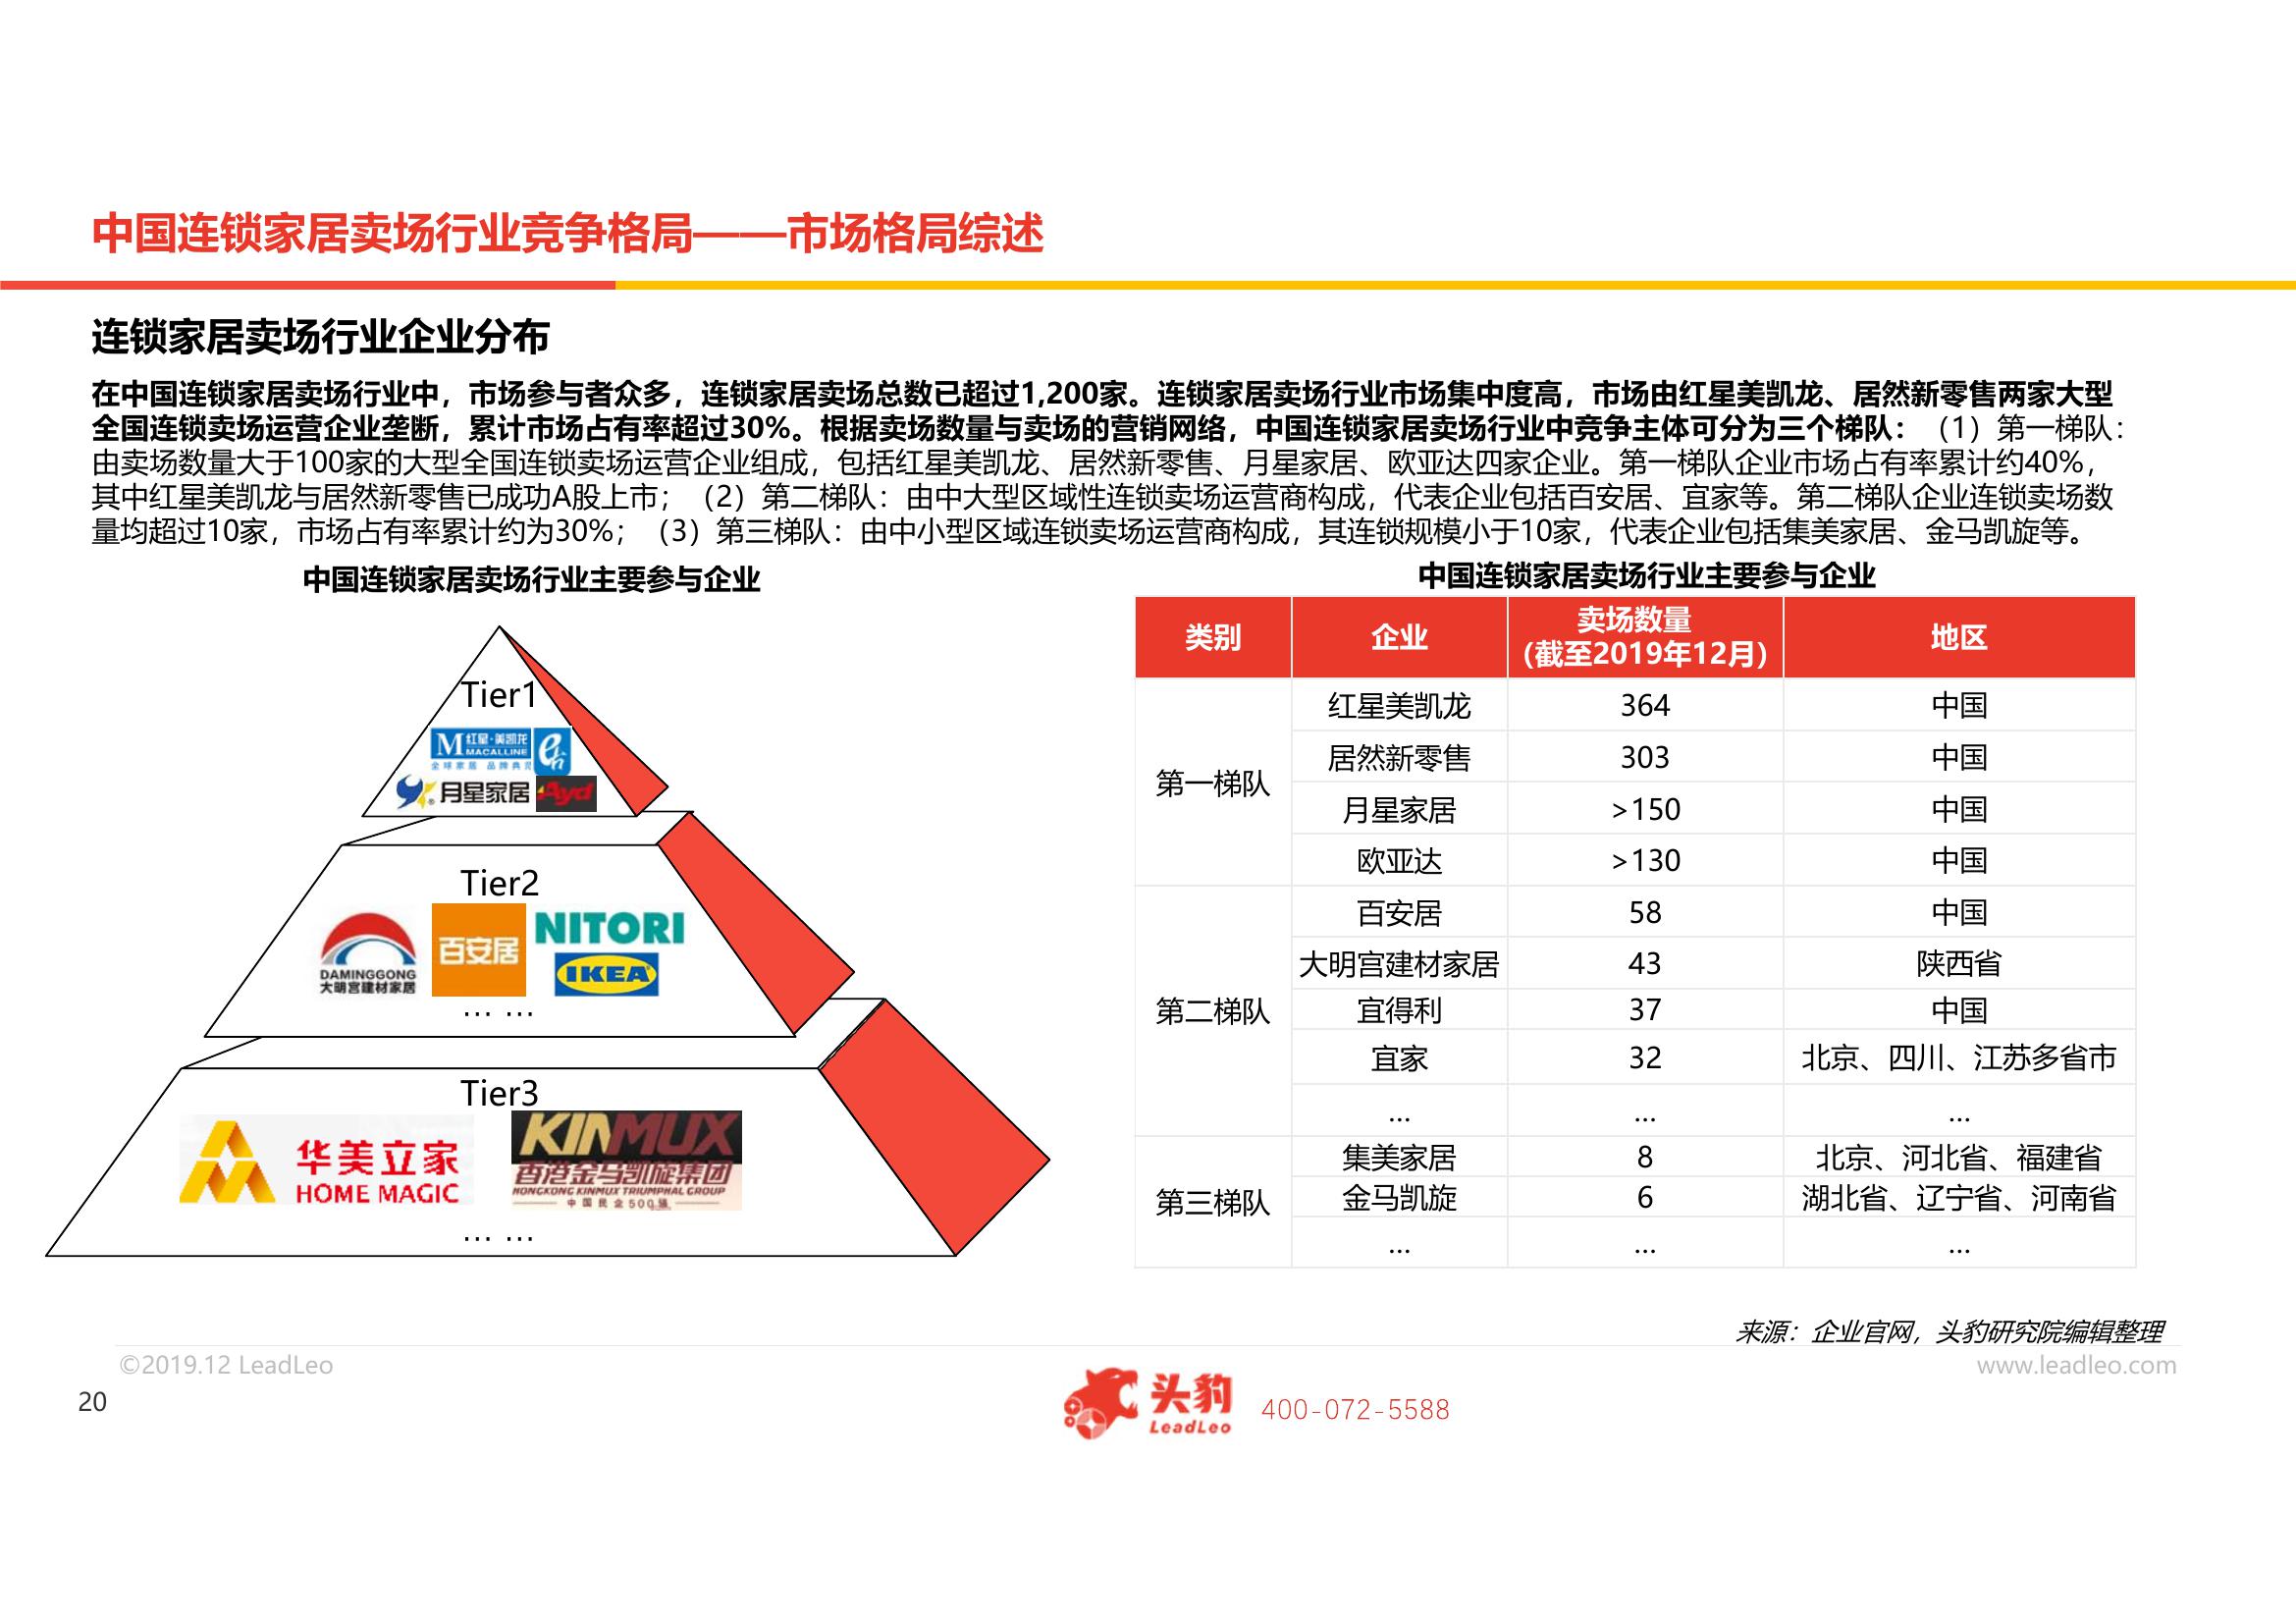 中国连锁家居卖场行业竞争格局——市场格局综述
连锁家居卖场行业企业分布
在中国连锁家居卖场行业中，市场参与者众多，连锁家居卖场总数已超过1,200家。连锁家居卖场行业市场集中度高，市场由红星美凯龙、居然新零售两家大型
全国连锁卖场运营企业垄断，累计市场占有率超过30%。根据卖场数量与卖场的营销网络，中国连锁家居卖场行业中竞争主体可分为三个梯队：（1）第一梯队：
由卖场数量大于100家的大型全国连锁卖场运营企业组成，包括红星美凯龙、居然新零售、月星家居、欧亚达四家企业。第一梯队企业市场占有率累计约40%，
其中红星美凯龙与居然新零售已成功A股上市；（2）第二梯队：由中大型区域性连锁卖场运营商构成，代表企业包括百安居、宜家等。第二梯队企业连锁卖场数
量均超过10家，市场占有率累计约为30%；（3）第三梯队：由中小型区域连锁卖场运营商构成，其连锁规模小于10家，代表企业包括集美家居、金马凯旋等。
中国连锁家居卖场行业主要参与企业
Tier1
M 红星·美凯龙
MACALLINE
全球家居 品牌典范
月星家居 Ayd
Tier2
DAMINGGONG
大明宫建材家居
百安居
NITORI
IKEA
... ...
Tier3
华美立家
HOME MAGIC
KINMUX
香港金马凯旋集团
HONGKONG KINMUX TRIUMPHAL GROUP
中国民企500强
... ...
中国连锁家居卖场行业主要参与企业
类别 企业 卖场数量 地区
(截至2019年12月)
第一梯队
红星美凯龙 364 中国
居然新零售 303 中国
月星家居 >150 中国
欧亚达 >130 中国
第二梯队
百安居 58 中国
大明宫建材家居 43 陕西省
宜得利 37 中国
宜家 32 北京、四川、江苏多省市
... ... ...
第三梯队
集美家居 8 北京、河北省、福建省
金马凯旋 6 湖北省、辽宁省、河南省
... ... ...
来源：企业官网，头豹研究院编辑整理
©2019.12 LeadLeo
www.leadleo.com
20
头豹
LeadLeo
400-072-5588